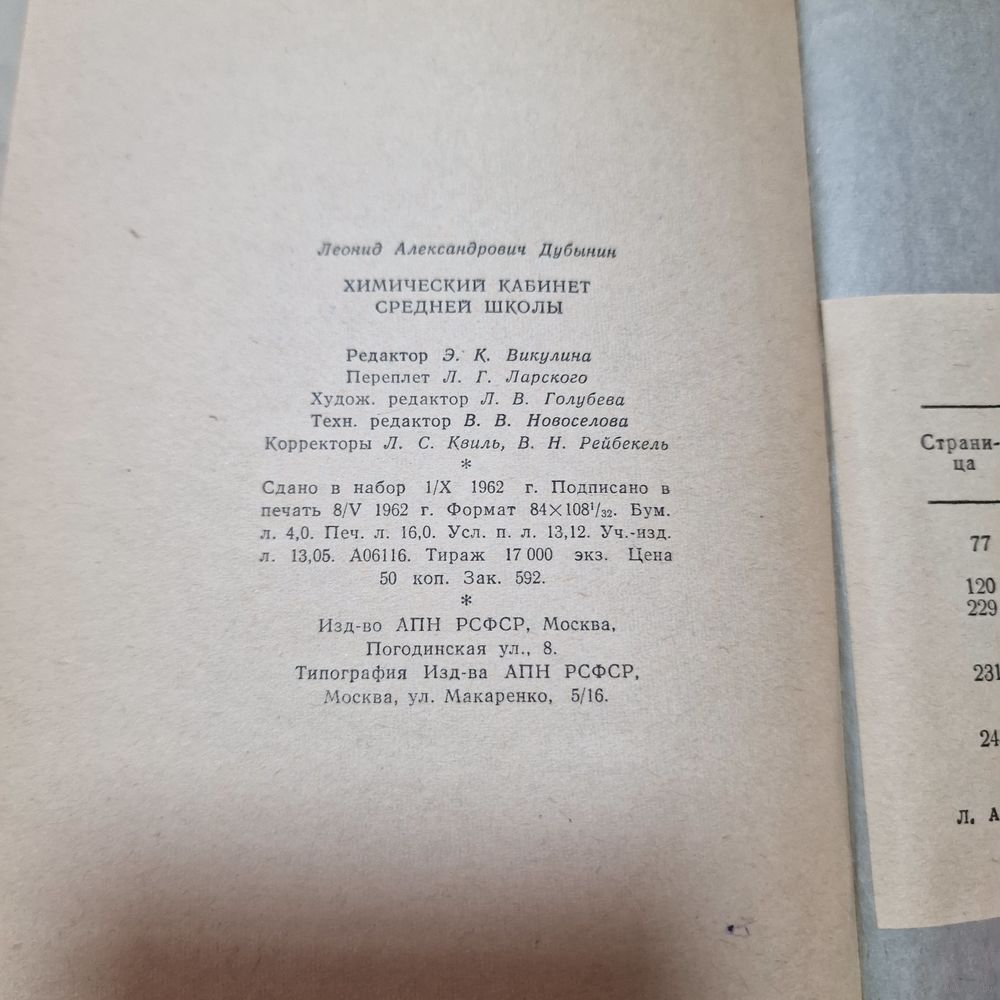 Леонид Александрович Дубынин
ХИМИЧЕСКИЙ КАБИНЕТ
СРЕДНЕЙ ШКОЛЫ
Редактор Э. К. Викулина
Переплет Л. Г. Ларского
Худож. редактор Л. В. Голубева
Техн. редактор В. В. Новоселова
Корректоры Л. С. Квиль, В. Н. Рейбекель
*
Сдано в набор 1/X 1962 г. Подписано в
печать 8/V 1962 г. Формат 84×108¹/₃₂. Бум.
л. 4,0. Печ. л. 16,0. Усл. п. л. 13,12. Уч.-изд.
л. 13,05. А06116. Тираж 17 000 экз. Цена
50 коп. Зак. 592.
*
Изд-во АПН РСФСР, Москва,
Погодинская ул., 8.
Типография Изд-ва АПН РСФСР,
Москва, ул. Макаренко, 5/16.
Страни-
ца
77
120
229
231
24
Л. А